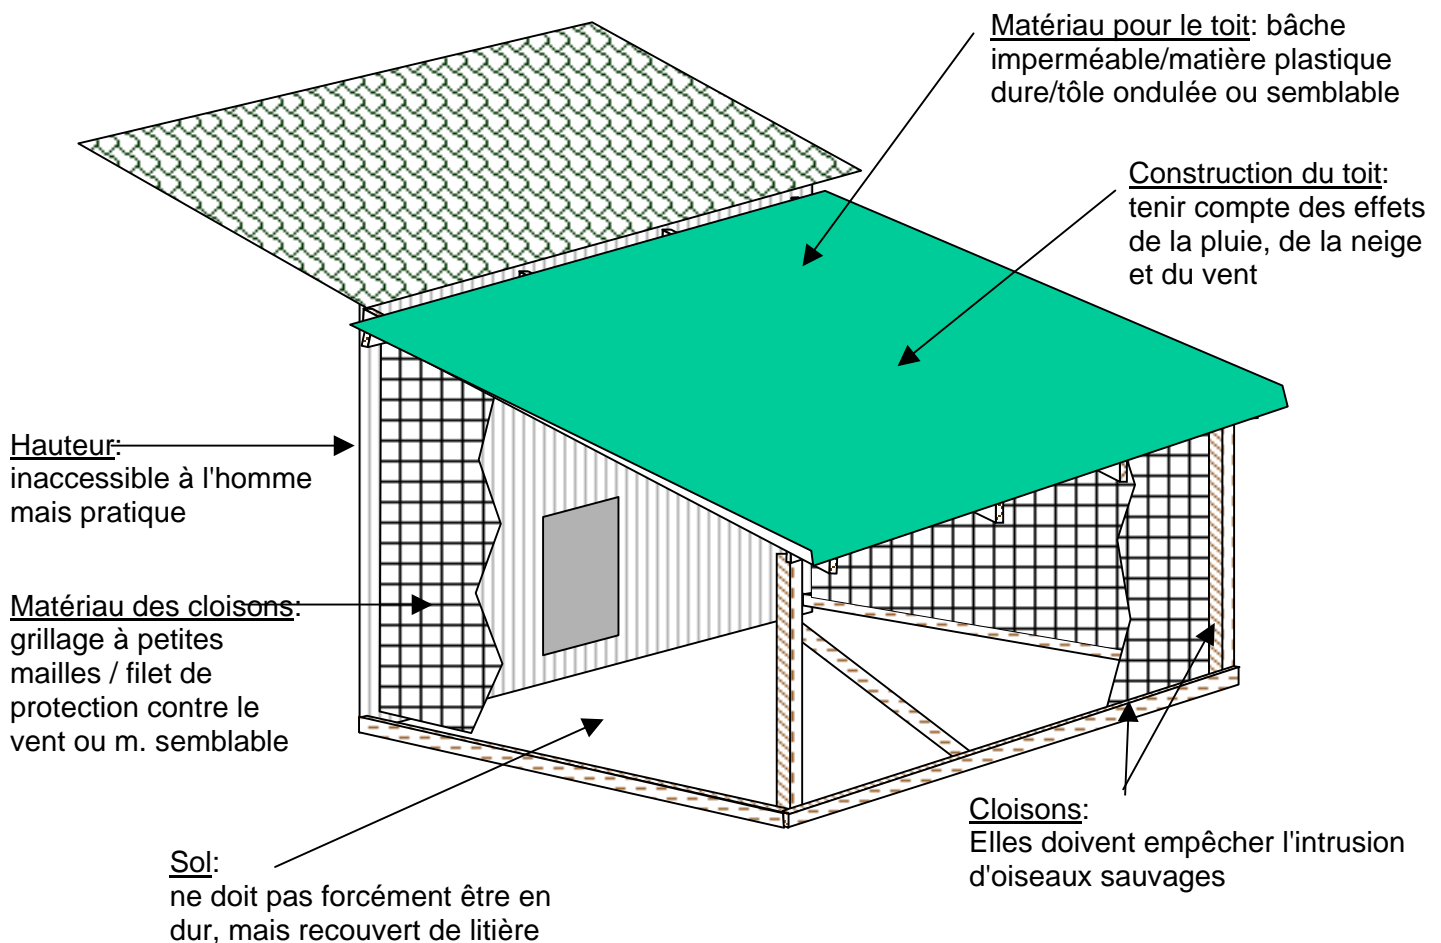 Matériau pour le toit: bâche
imperméable/matière plastique
dure/tôle ondulée ou semblable
Construction du toit:
tenir compte des effets
de la pluie, de la neige
et du vent
Hauteur:
inaccessible à l'homme
mais pratique
Matériau des cloisons:
grillage à petites
mailles / filet de
protection contre le
vent ou m. semblable
Cloisons:
Elles doivent empêcher l'intrusion
d'oiseaux sauvages
Sol:
ne doit pas forcément être en
dur, mais recouvert de litière